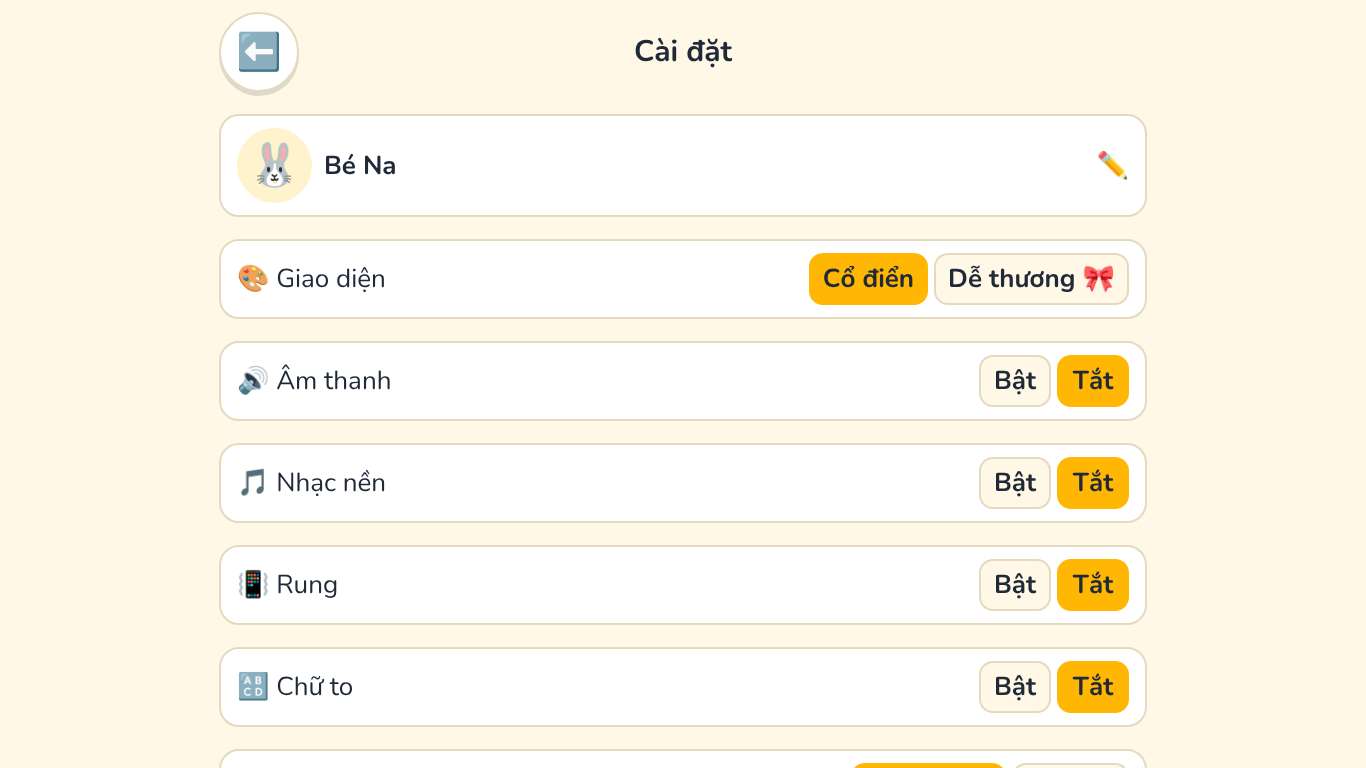 Cài đặt
Bé Na
Giao diện Cổ điển Dễ thương
Âm thanh Bật Tắt
Nhạc nền Bật Tắt
Rung Bật Tắt
Chữ to Bật Tắt